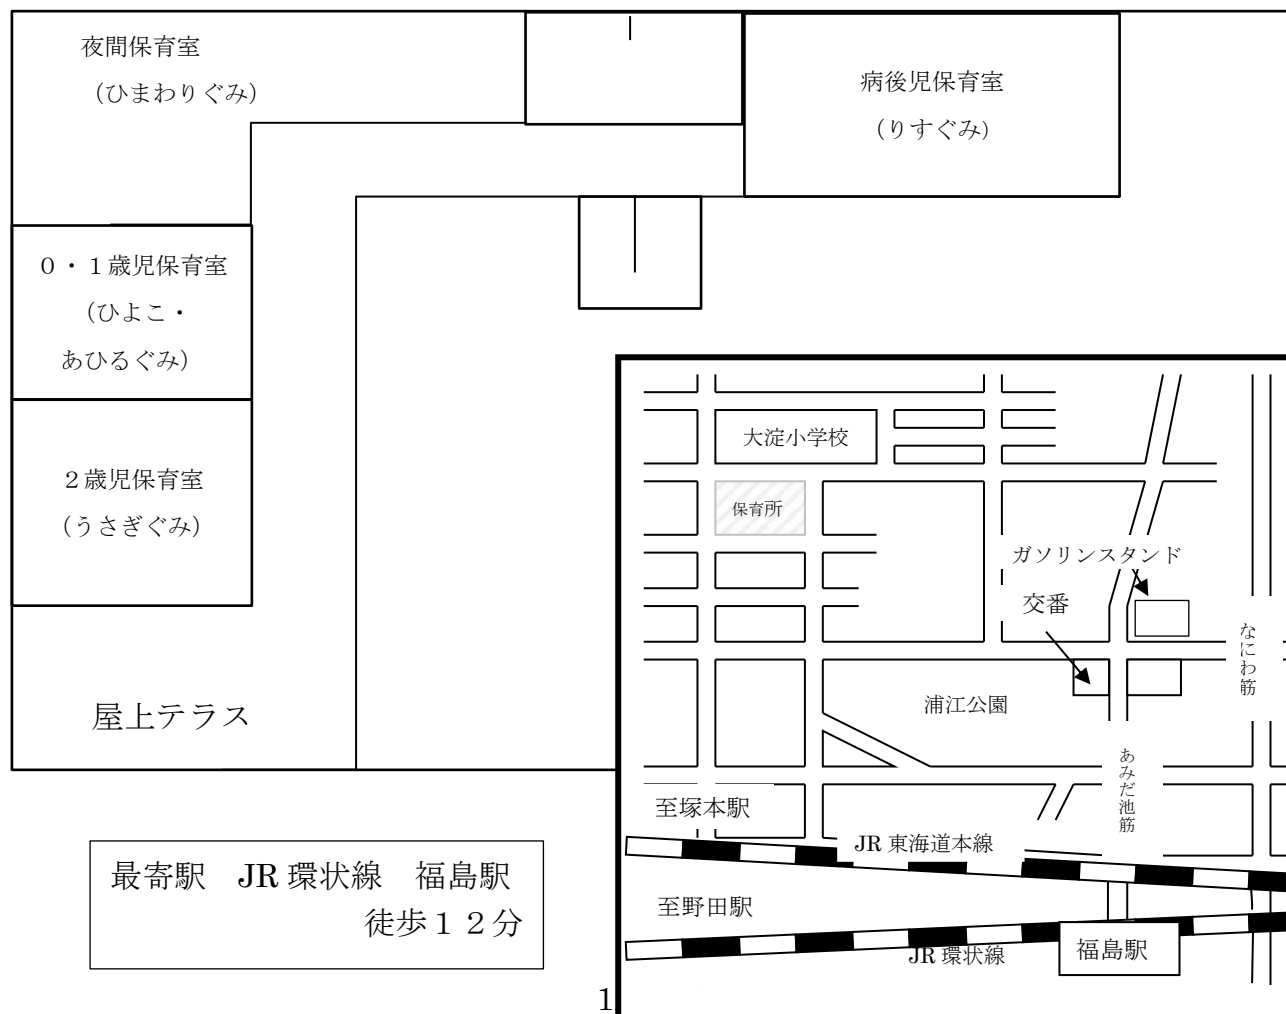 夜間保育室
（ひまわりぐみ）
病後児保育室
（りすぐみ）
０・１歳児保育室
（ひよこ・
あひるぐみ）
２歳児保育室
（うさぎぐみ）
屋上テラス
最寄駅　JR 環状線　福島駅
徒歩１２分
大淀小学校
保育所
ガソリンスタンド
交番
なにわ筋
浦江公園
あみだ池筋
至塚本駅
JR 東海道本線
至野田駅
JR 環状線
福島駅
1